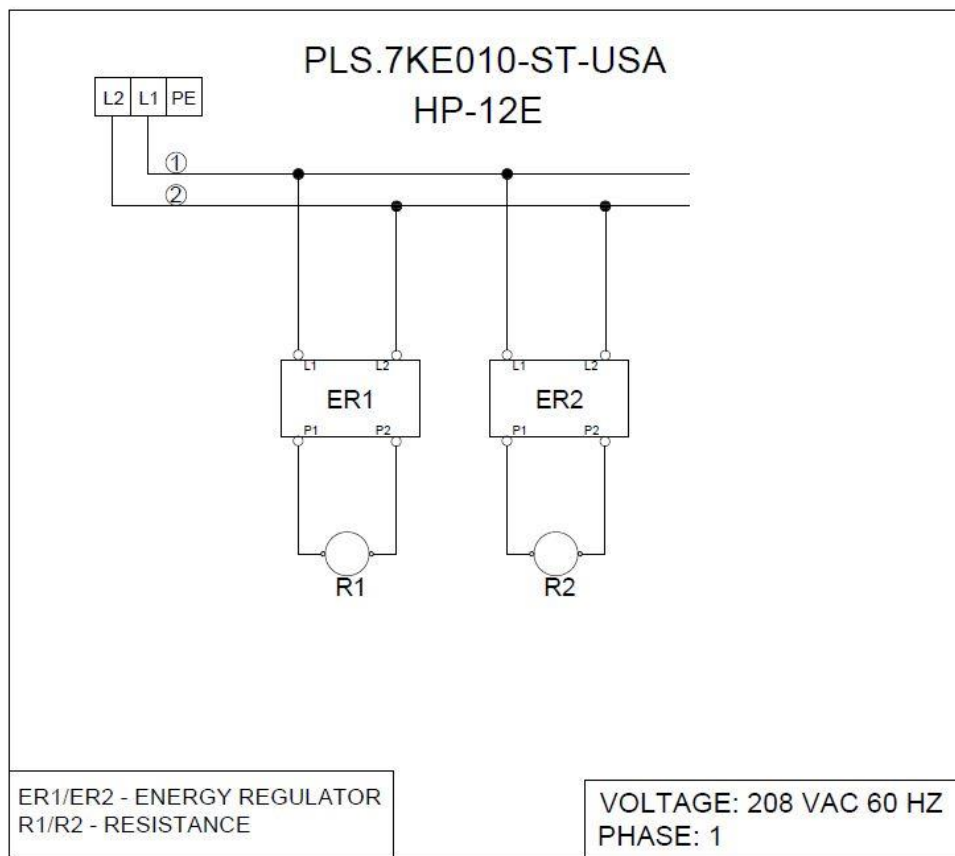 PLS.7KE010-ST-USA
HP-12E
L2 L1 PE
①
②
L1 L2 L1 L2
ER1 ER2
P1 P2 P1 P2
R1 R2
ER1/ER2 - ENERGY REGULATOR
R1/R2 - RESISTANCE
VOLTAGE: 208 VAC 60 HZ
PHASE: 1